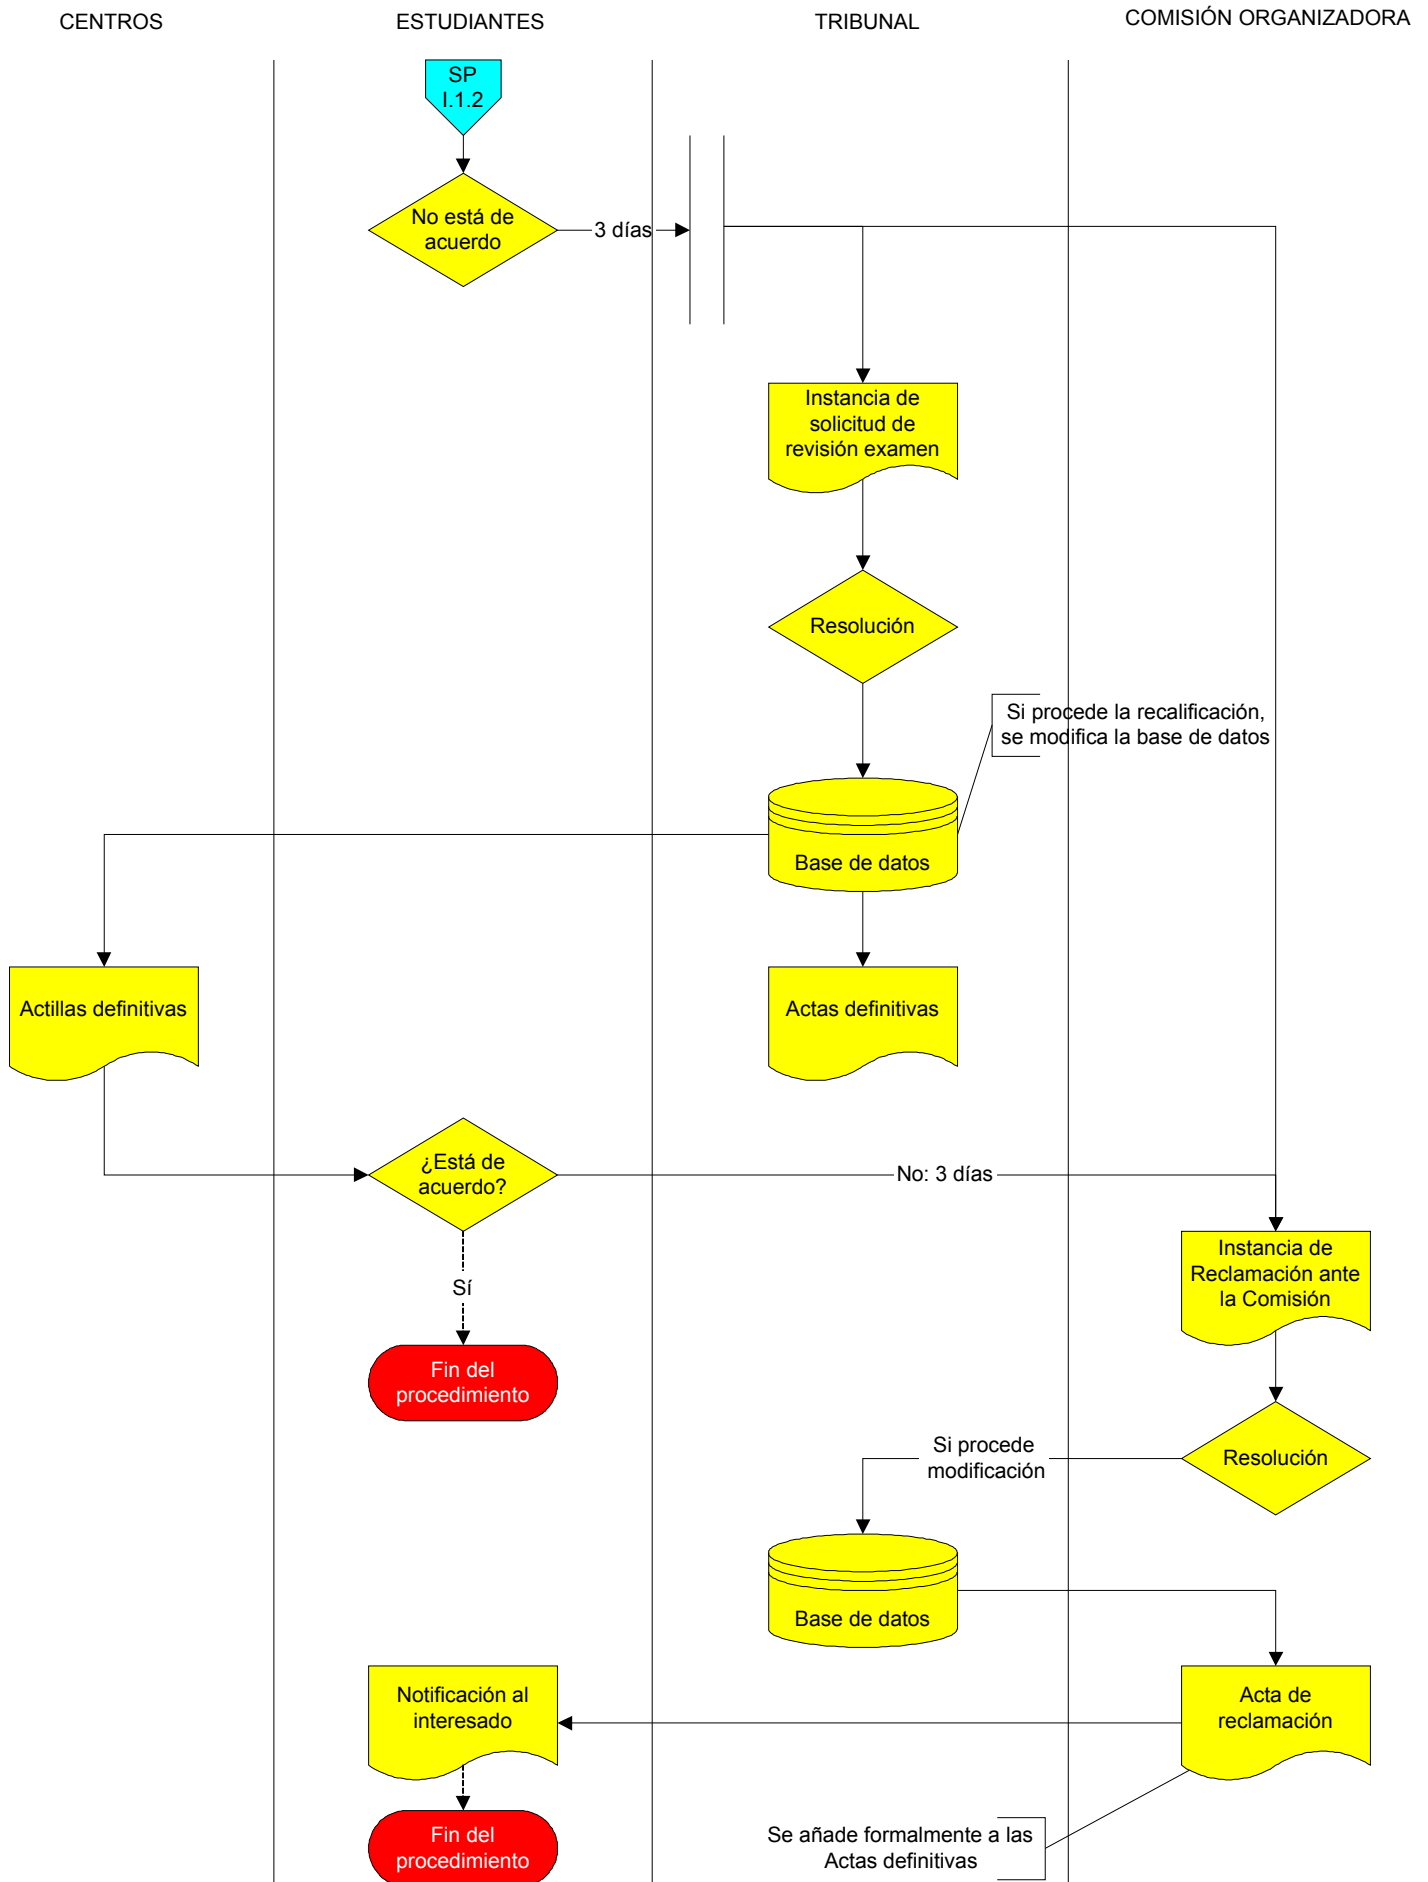 CENTROS
ESTUDIANTES
TRIBUNAL
COMISIÓN ORGANIZADORA
SP
I.1.2
No está de
acuerdo
3 días
Instancia de
solicitud de
revisión examen
Resolución
Si procede la recalificación,
se modifica la base de datos
Base de datos
Actillas definitivas
Actas definitivas
¿Está de
acuerdo?
No: 3 días
Instancia de
Reclamación ante
la Comisión
Sí
Fin del
procedimiento
Si procede
modificación
Resolución
Base de datos
Notificación al
interesado
Acta de
reclamación
Fin del
procedimiento
Se añade formalmente a las
Actas definitivas